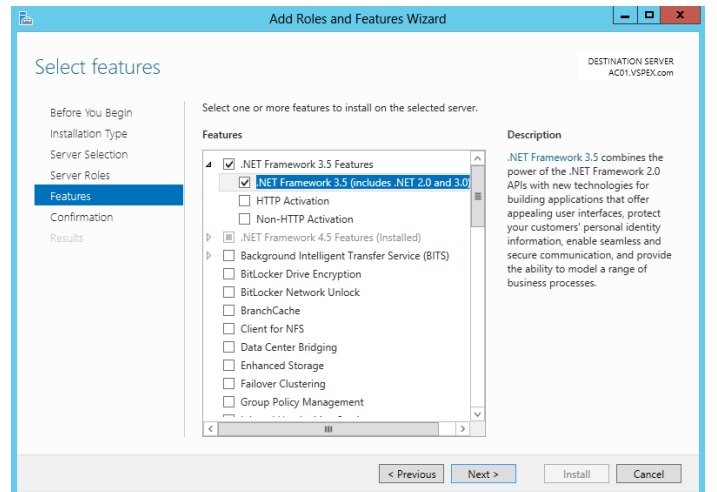 Add Roles and Features Wizard
Select features
DESTINATION SERVER
AC01.VSPEX.com
Before You Begin
Installation Type
Server Selection
Server Roles
Features
Confirmation
Results
Select one or more features to install on the selected server.
Features
.NET Framework 3.5 Features
.NET Framework 3.5 (includes .NET 2.0 and 3.0)
HTTP Activation
Non-HTTP Activation
.NET Framework 4.5 Features (Installed)
Background Intelligent Transfer Service (BITS)
BitLocker Drive Encryption
BitLocker Network Unlock
BranchCache
Client for NFS
Data Center Bridging
Enhanced Storage
Failover Clustering
Group Policy Management
Description
.NET Framework 3.5 combines the
power of the .NET Framework 2.0
APIs with new technologies for
building applications that offer
appealing user interfaces, protect
your customers' personal identity
information, enable seamless and
secure communication, and provide
the ability to model a range of
business processes.
< Previous
Next >
Install
Cancel